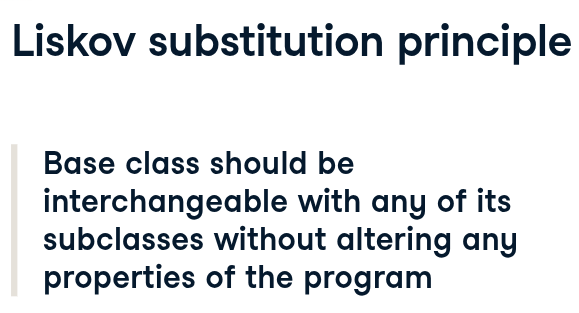 Liskov substitution principle
Base class should be
interchangeable with any of its
subclasses without altering any
properties of the program